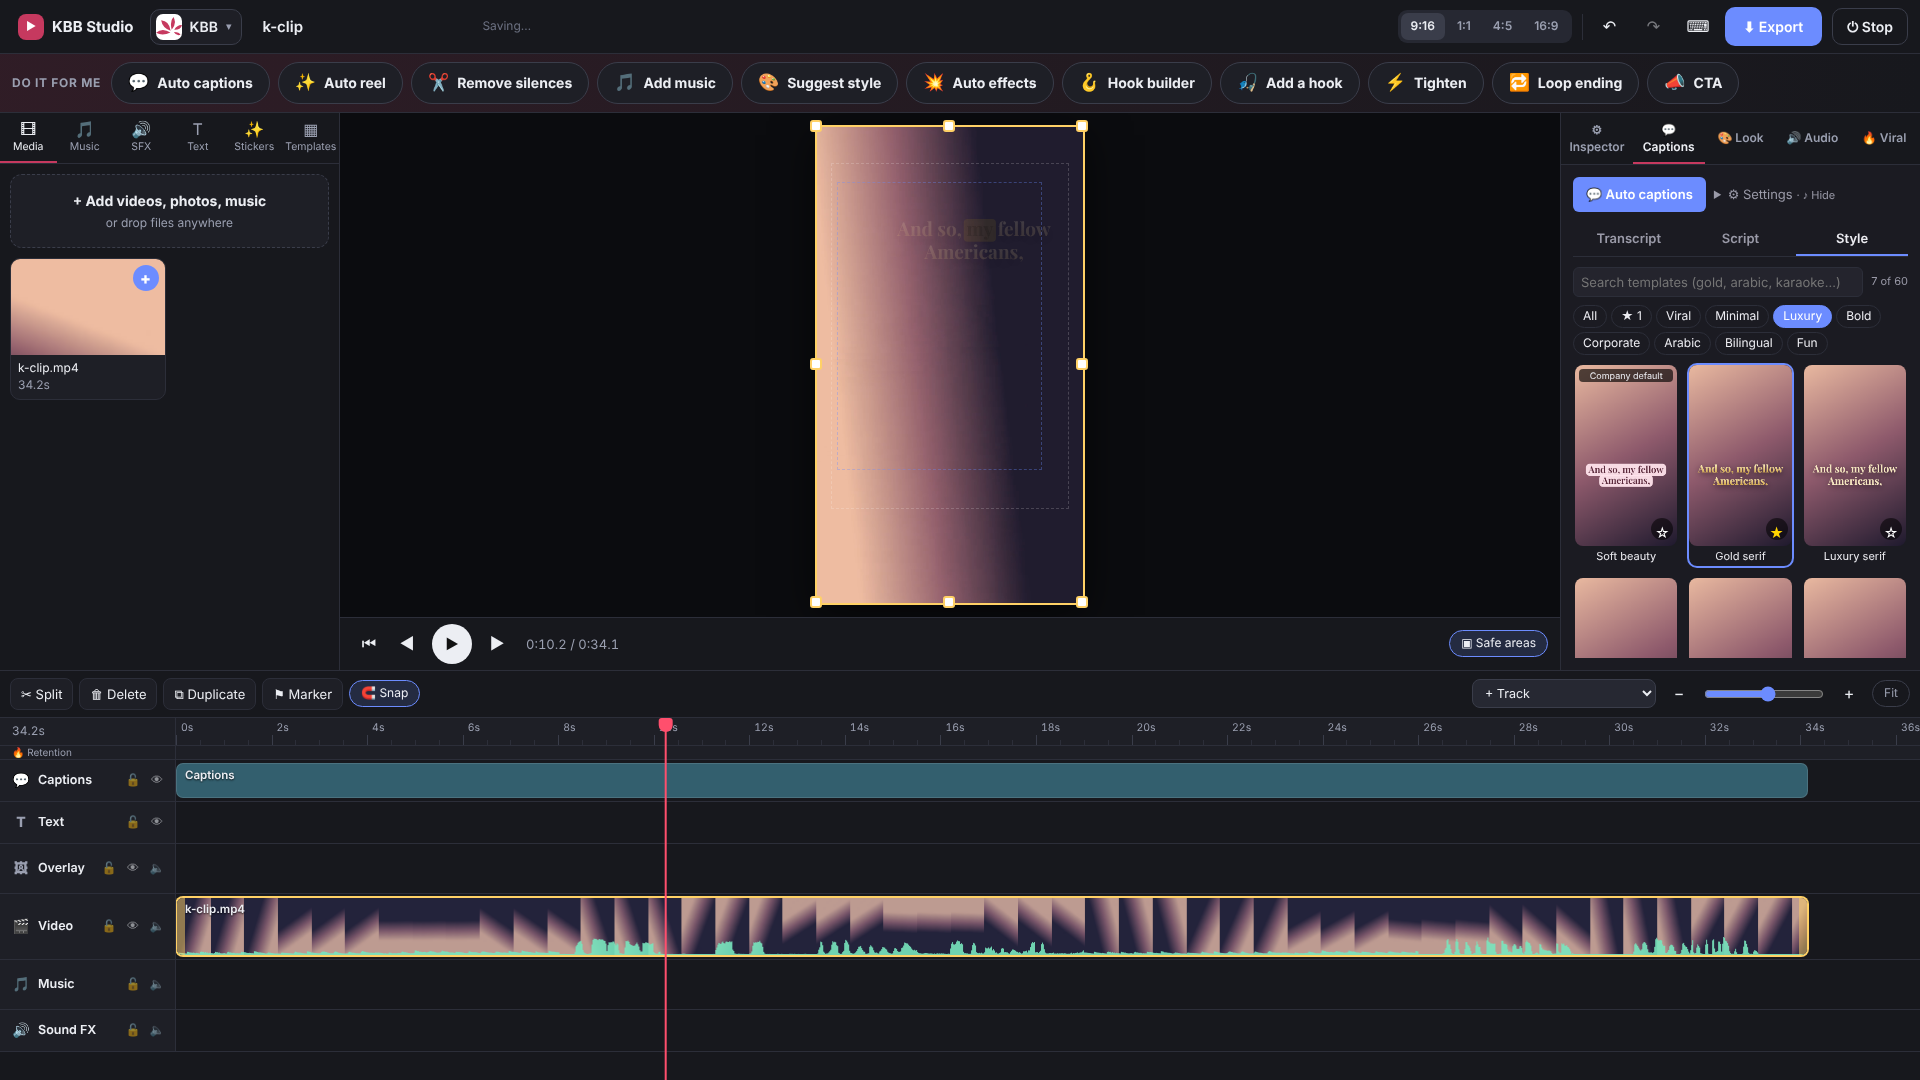 KBB Studio
KBB
k-clip
Saving...
9:16 1:1 4:5 16:9
Export
Stop
DO IT FOR ME
Auto captions
Auto reel
Remove silences
Add music
Suggest style
Auto effects
Hook builder
Add a hook
Tighten
Loop ending
CTA
Media
Music
SFX
Text
Stickers
Templates
+ Add videos, photos, music
or drop files anywhere
k-clip.mp4
34.2s
And so, my fellow
Americans,
0:10.2 / 0:34.1
Safe areas
Inspector
Captions
Look
Audio
Viral
Auto captions
Settings · ♪ Hide
Transcript
Script
Style
Search templates (gold, arabic, karaoke...)
7 of 60
All
★ 1
Viral
Minimal
Luxury
Bold
Corporate
Arabic
Bilingual
Fun
Company default
And so, my fellow
Americans,
Soft beauty
And so, my fellow
Americans,
Gold serif
And so, my fellow
Americans,
Luxury serif
Split
Delete
Duplicate
Marker
Snap
+ Track
Fit
34.2s
0s 2s 4s 6s 8s 12s 14s 16s 18s 20s 22s 24s 26s 28s 30s 32s 34s 36s
Retention
Captions
Captions
Text
Overlay
Video
k-clip.mp4
Music
Sound FX